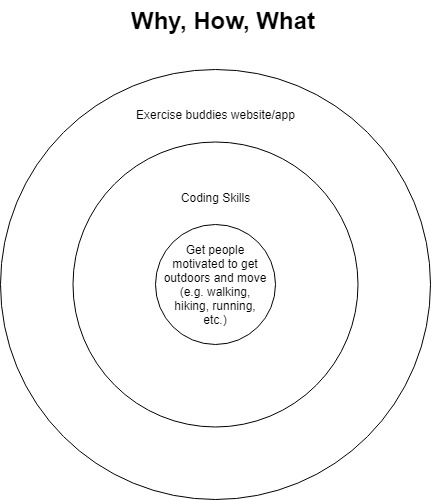 Why, How, What
Exercise buddies website/app
Coding Skills
Get people
motivated to get
outdoors and move
(e.g. walking,
hiking, running,
etc.)